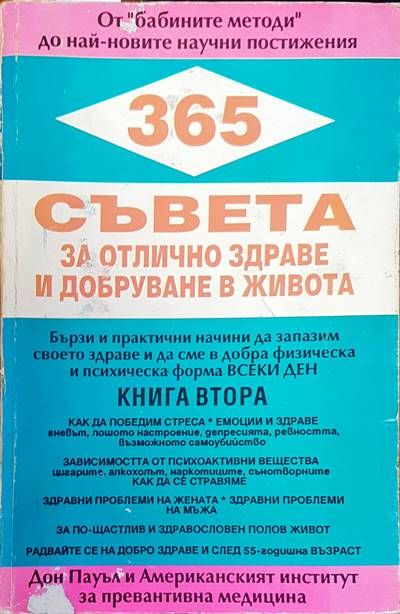 От "бабините методи"
до най-новите научни постижения
365
СЪВЕТА
ЗА ОТЛИЧНО ЗДРАВЕ
И ДОБРУВАНЕ В ЖИВОТА
Бързи и практични начини да запазим
своето здраве и да сме в добра физическа
и психическа форма ВСЕКИ ДЕН
КНИГА ВТОРА
КАК ДА ПОБЕДИМ СТРЕСА * ЕМОЦИИ И ЗДРАВЕ
гневът, лошото настроение, депресията, ревността,
възможното самоубийство
ЗАВИСИМОСТТА ОТ ПСИХОАКТИВНИ ВЕЩЕСТВА
цигарите, алкохолът, наркотиците, сънотворните
КАК ДА СЕ СТРАВЯМЕ
ЗДРАВНИ ПРОБЛЕМИ НА ЖЕНАТА * ЗДРАВНИ ПРОБЛЕМИ
НА МЪЖА
ЗА ПО-ЩАСТЛИВ И ЗДРАВОСЛОВЕН ПОЛОВ ЖИВОТ
РАДВАЙТЕ СЕ НА ДОБРО ЗДРАВЕ И СЛЕД 55-годишна ВЪЗРАСТ
Дон Пауъл и Американският институт
за превантивна медицина